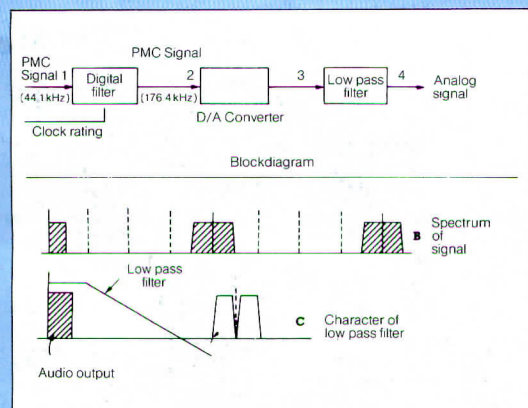 PMC Signal
PMC
Signal 1
2
3
4
Digital
filter
Low pass
filter
Analog
signal
(44.1kHz)
(176.4kHz)
D/A Converter
Clock rating
Blockdiagram
B
Spectrum
of
signal
Low pass
filter
C
Character of
low pass filter
Audio output